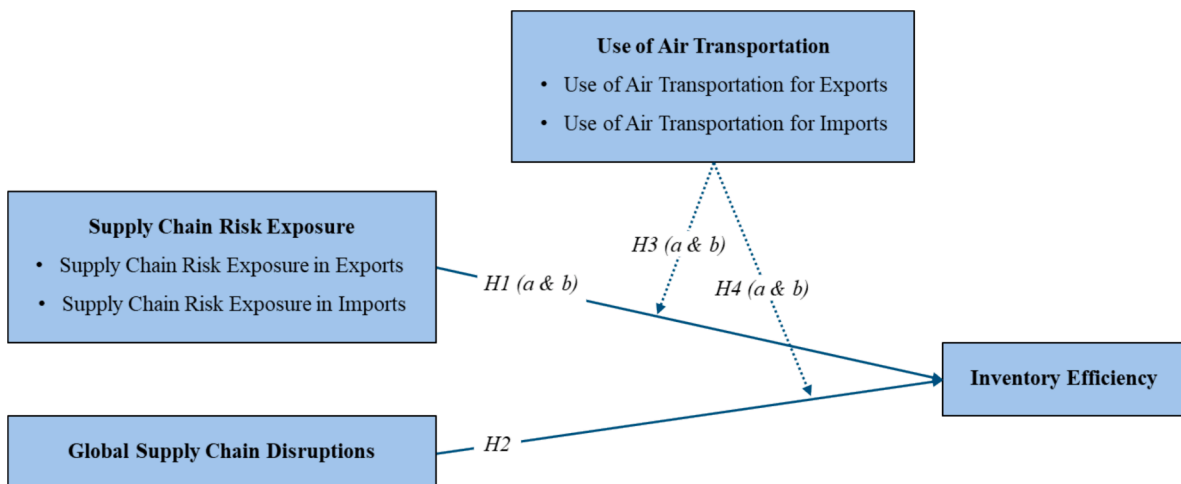 Use of Air Transportation
• Use of Air Transportation for Exports
• Use of Air Transportation for Imports
Supply Chain Risk Exposure
• Supply Chain Risk Exposure in Exports
• Supply Chain Risk Exposure in Imports
H3 (a & b)
H1 (a & b)
H4 (a & b)
Inventory Efficiency
Global Supply Chain Disruptions
H2